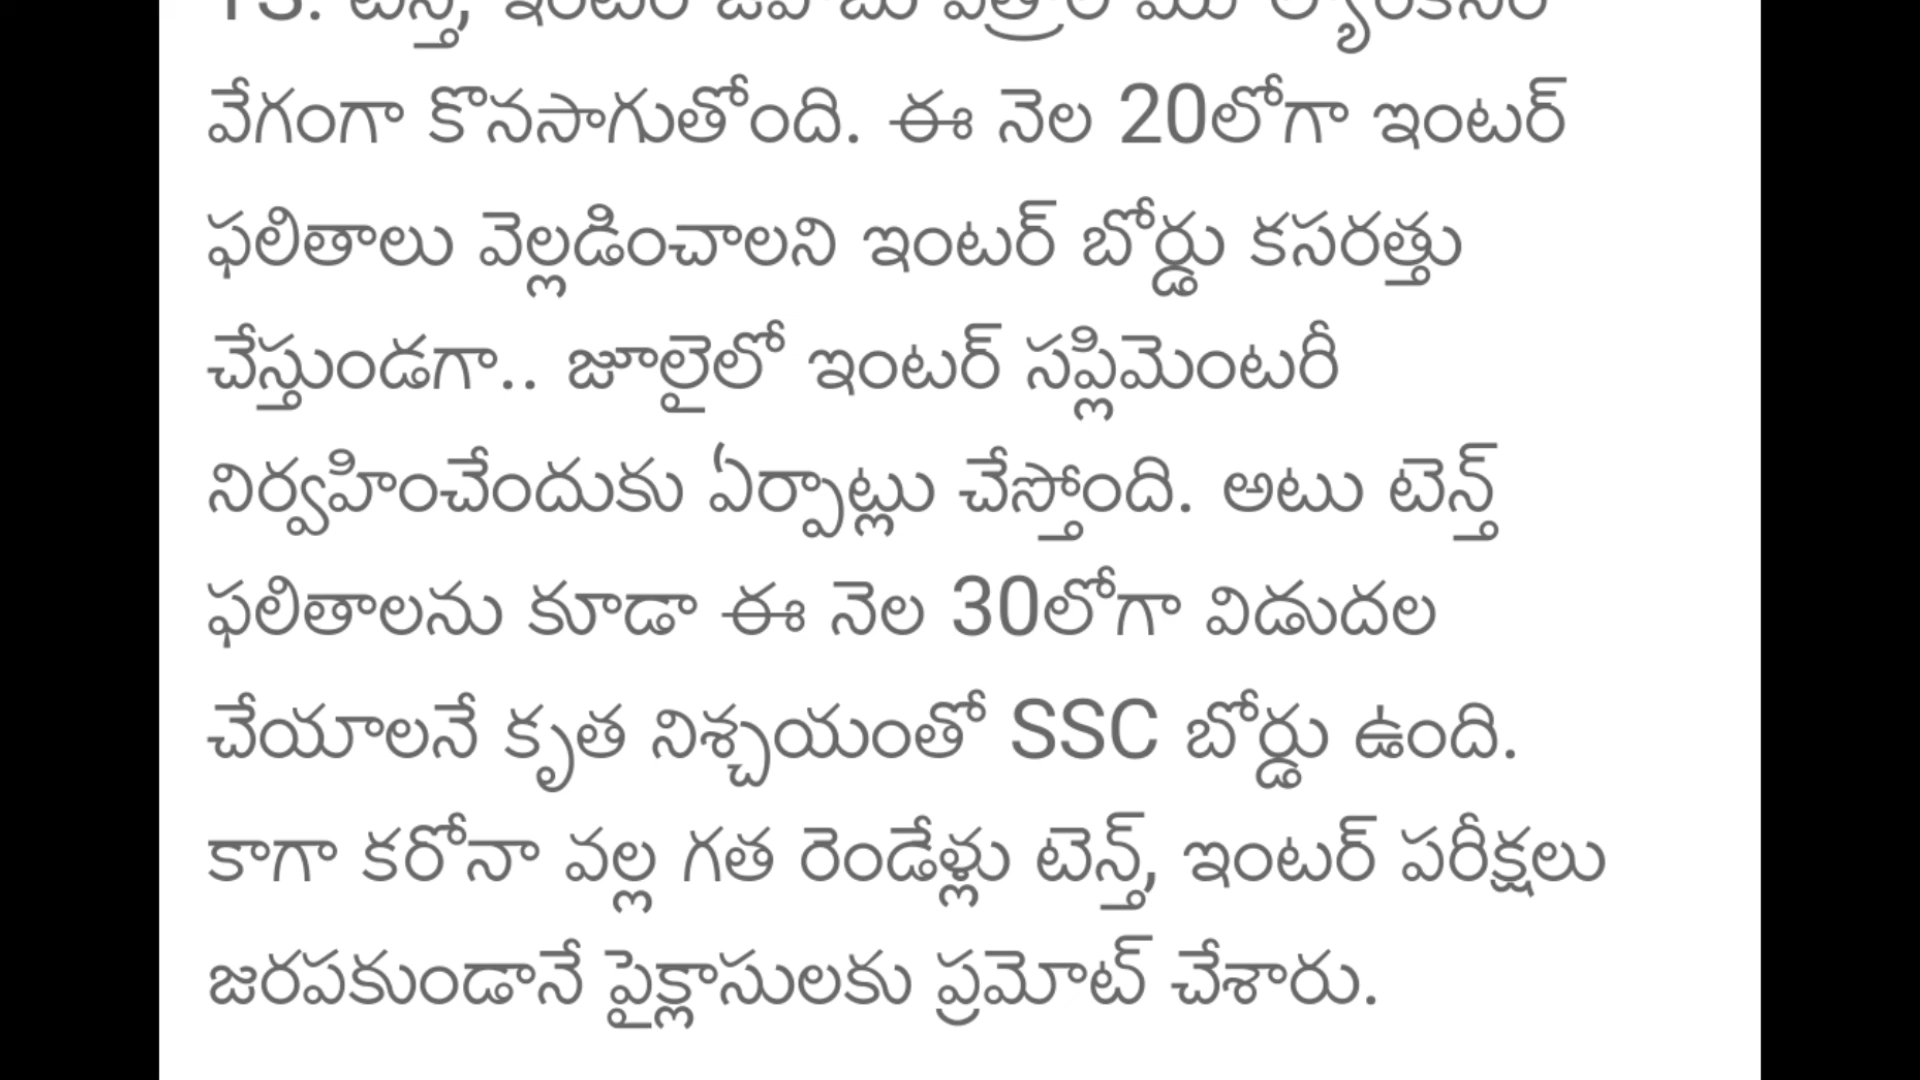 వేగంగా కొనసాగుతోంది. ఈ నెల 20లోగా ఇంటర్
ఫలితాలు వెల్లడించాలని ఇంటర్ బోర్డు కసరత్తు
చేస్తుండగా.. జూలైలో ఇంటర్ సప్లిమెంటరీ
నిర్వహించేందుకు ఏర్పాట్లు చేస్తోంది. అటు టెన్త్
ఫలితాలను కూడా ఈ నెల 30లోగా విడుదల
చేయాలనే కృత నిశ్చయంతో SSC బోర్డు ఉంది.
కాగా కరోనా వల్ల గత రెండేళ్లు టెన్త్, ఇంటర్ పరీక్షలు
జరపకుండానే పైక్లాసులకు ప్రమోట్ చేశారు.